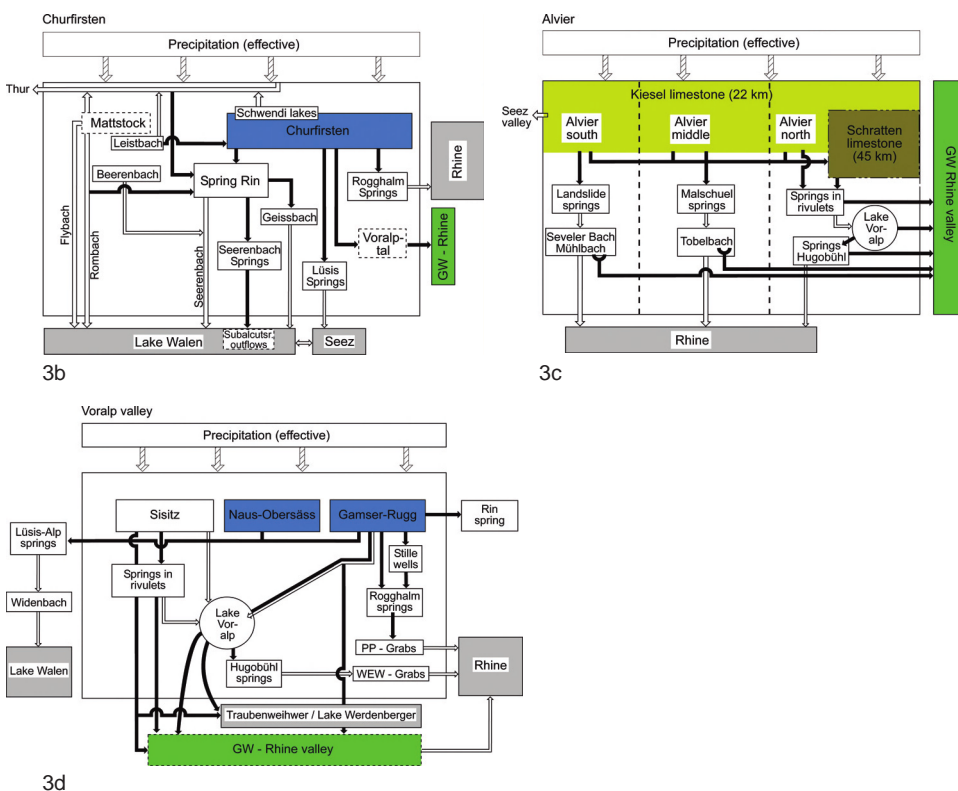 Churfirsten
Precipitation (effective)
Thur
Mattstock
Schwendi lakes
Leistbach
Churfirsten
Beerenbach
Spring Rin
Rogghalm
Springs
Rhine
Geissbach
Flybach
Rombach
Seerenbach
Seerenbach
Springs
Voralp-
tal
GW - Rhine
Lüsis
Springs
Lake Walen
Subalcutsr.
outflows
Seez
3b
Alvier
Precipitation (effective)
Kiesel limestone (22 km)
Seez
valley
Alvier
south
Alvier
middle
Alvier
north
Schratten
limestone
(45 km)
GW Rhine valley
Landslide
springs
Malschuel
springs
Springs in
rivulets
Lake
Vor-
alp
Seveler Bach
Mühlbach
Tobelbach
Springs
Hugobühl
Rhine
3c
Voralp valley
Precipitation (effective)
Sisitz
Naus-Obersäss
Gamser-Rugg
Rin
spring
Lüsis-Alp
springs
Stille
wells
Springs in
rivulets
Widenbach
Rogghalm
springs
Lake
Vor-
alp
PP - Grabs
Lake Walen
Hugobühl
springs
WEW - Grabs
Rhine
Traubenweihwer / Lake Werdenberger
GW - Rhine valley
3d